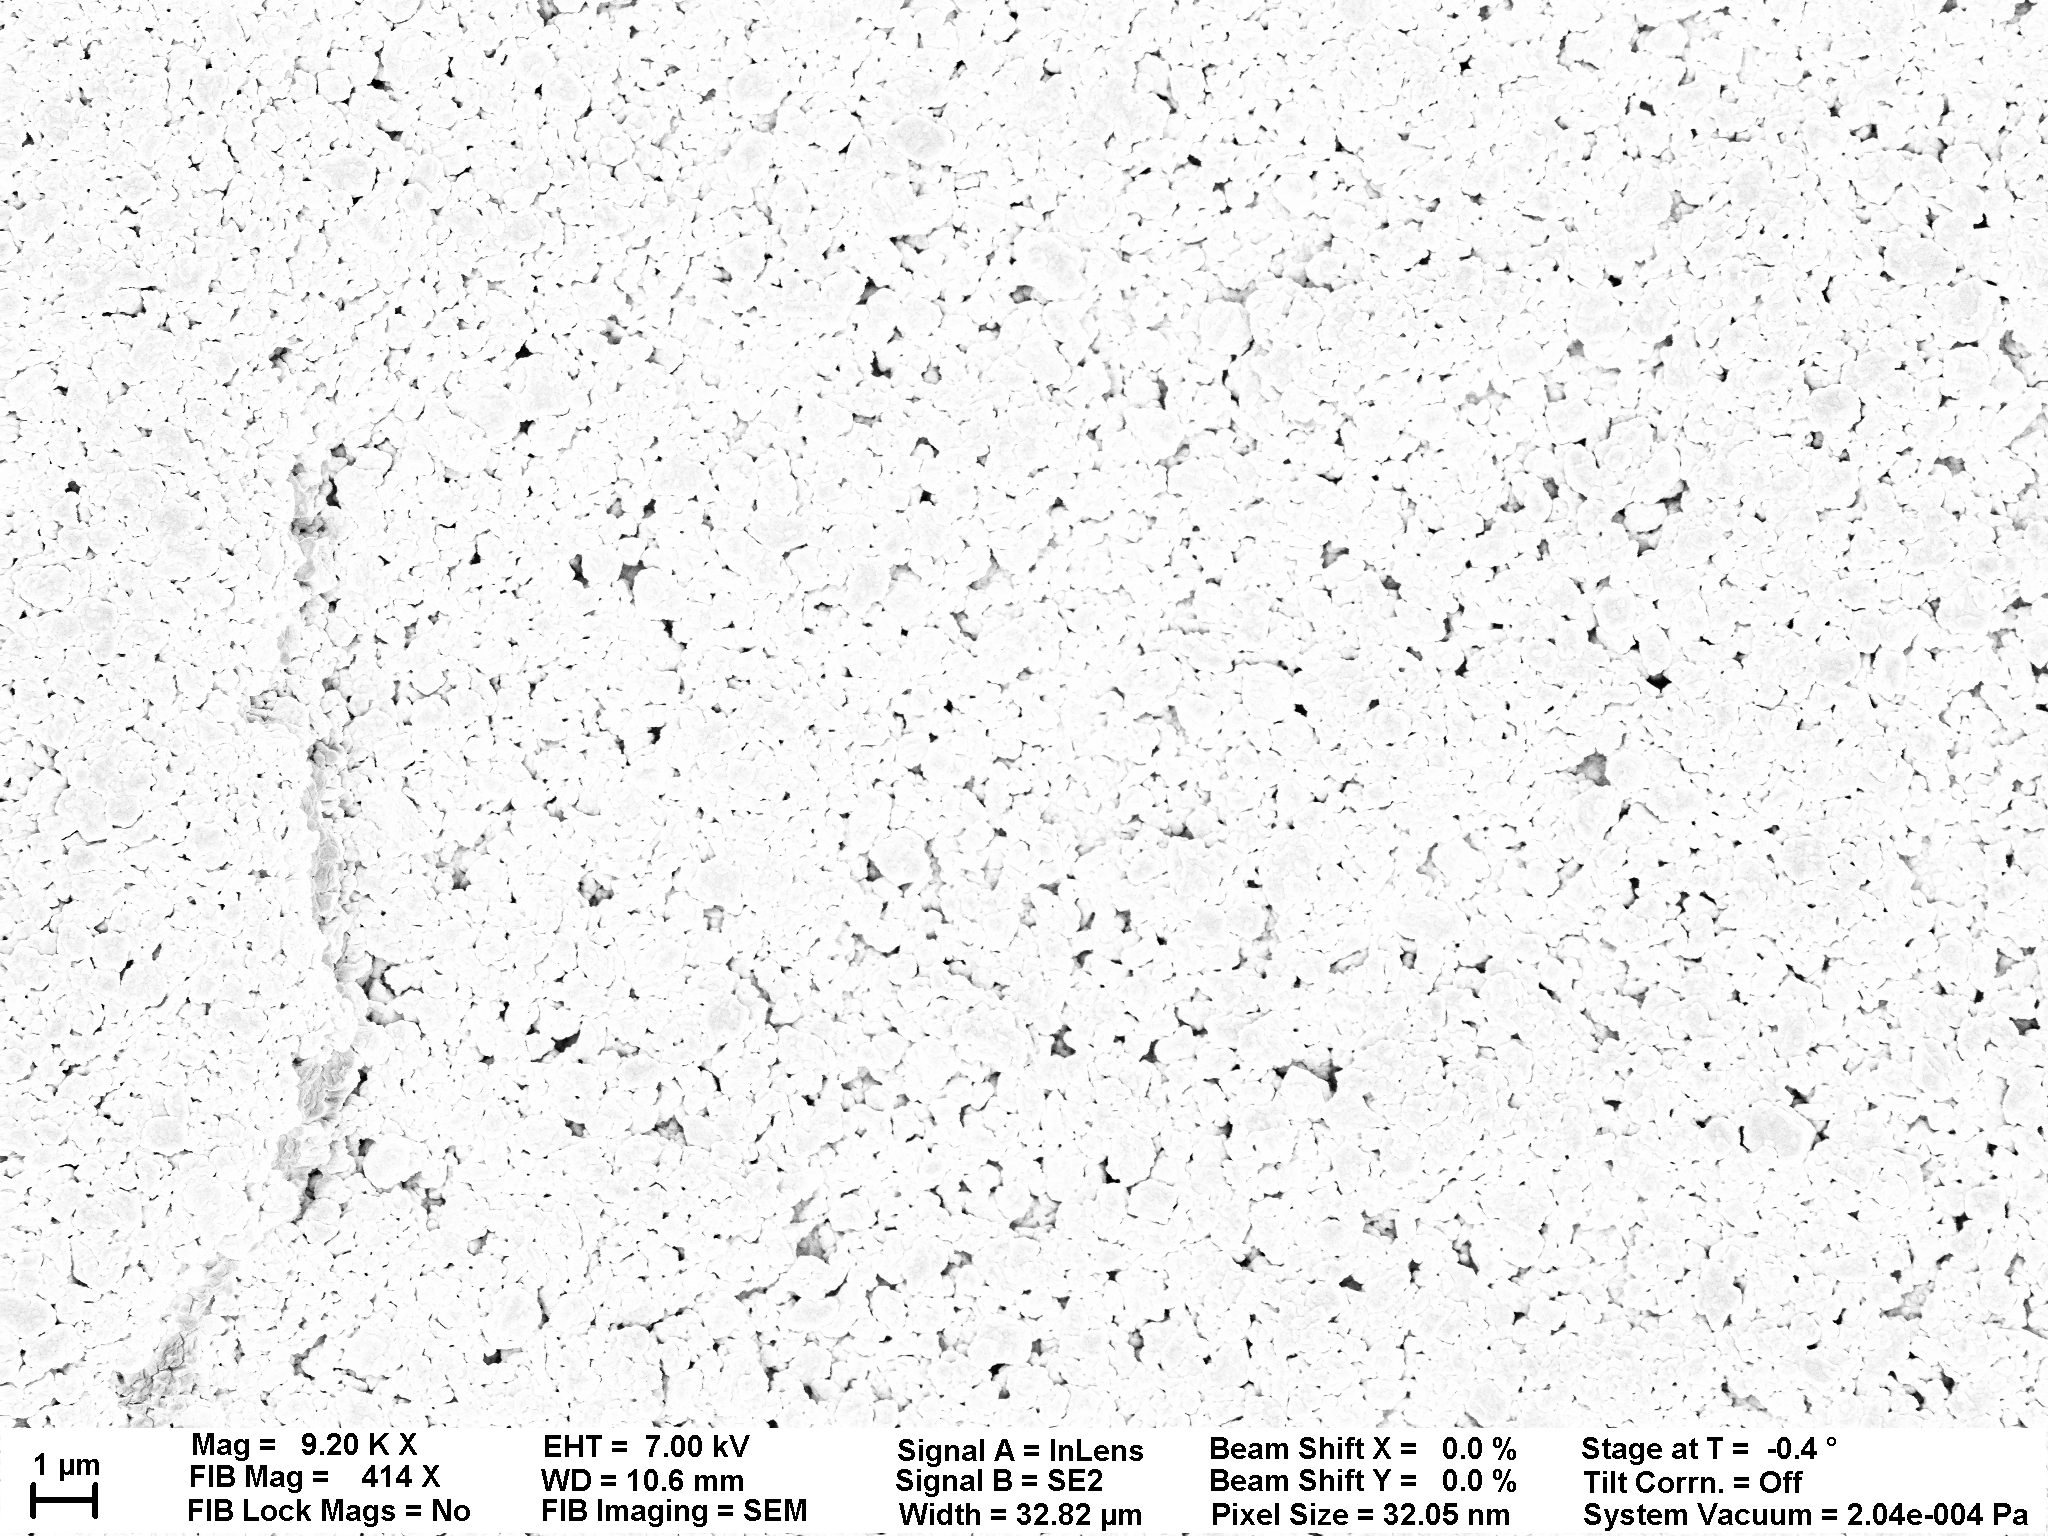 1 µm
Mag = 9.20 K X
FIB Mag = 414 X
FIB Lock Mags = No
EHT = 7.00 kV
WD = 10.6 mm
FIB Imaging = SEM
Signal A = InLens
Signal B = SE2
Width = 32.82 µm
Beam Shift X = 0.0 %
Beam Shift Y = 0.0 %
Pixel Size = 32.05 nm
Stage at T = -0.4 °
Tilt Corrn. = Off
System Vacuum = 2.04e-004 Pa